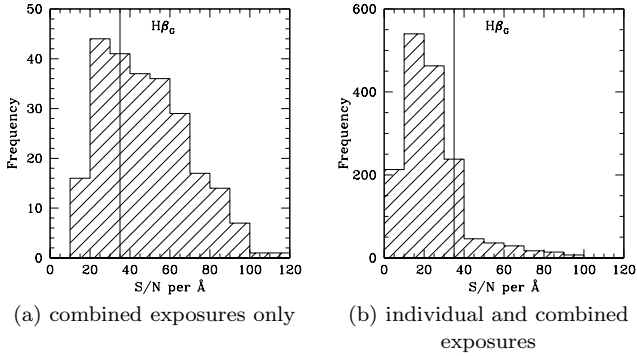 50
40
30
20
10
0
Frequency
Hβ_G
0 20 40 60 80 100 120
S/N per Å
(a) combined exposures only
600
400
200
0
Frequency
Hβ_G
0 20 40 60 80 100 120
S/N per Å
(b) individual and combined
exposures